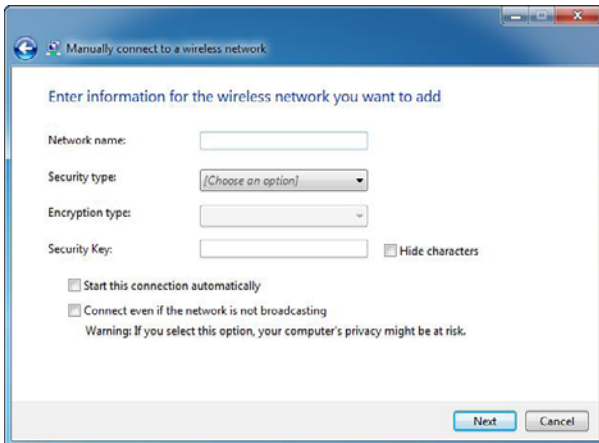 Manually connect to a wireless network
Enter information for the wireless network you want to add
Network name:
Security type: [Choose an option]
Encryption type:
Security Key: Hide characters
Start this connection automatically
Connect even if the network is not broadcasting
Warning: If you select this option, your computer's privacy might be at risk.
Next Cancel